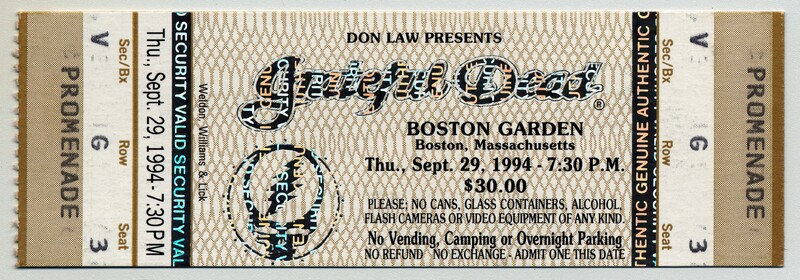 PROMENADE
Sec/Bx Row Seat
V G 3
Thu., Sept. 29, 1994 - 7:30 PM
SECURITY VALID SECURITY VAL
Weldon, Williams & Lick
DON LAW PRESENTS
Grateful Dead ®
BOSTON GARDEN
Boston, Massachusetts
Thu., Sept. 29, 1994 - 7:30 P.M.
$30.00
PLEASE; NO CANS, GLASS CONTAINERS, ALCOHOL,
FLASH CAMERAS OR VIDEO EQUIPMENT OF ANY KIND.
No Vending, Camping or Overnight Parking
NO REFUND NO EXCHANGE - ADMIT ONE THIS DATE
THENTIC GENUINE AUTHENTIC G
Sec/Bx Row Seat
V G 3
PROMENADE